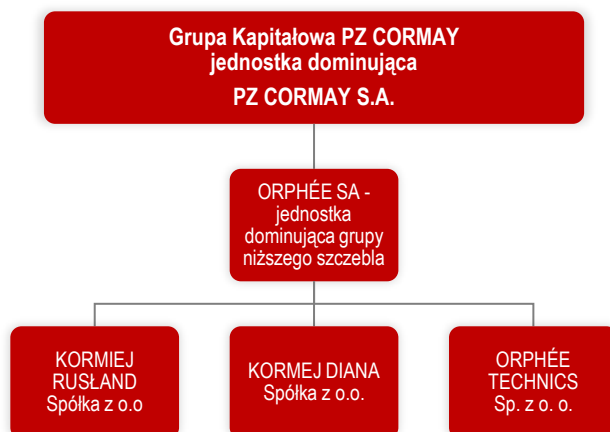 Grupa Kapitałowa PZ CORMAY
jednostka dominująca
PZ CORMAY S.A.
ORPHÉE SA -
jednostka
dominująca grupy
niższego szczebla
KORMIEJ
RUSŁAND
Spółka z o.o
KORMEJ DIANA
Spółka z o.o.
ORPHÉE
TECHNICS
Sp. z o. o.